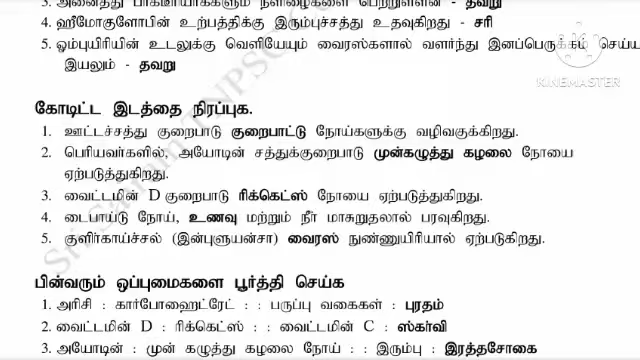 3. அனைத்து பாக்டீரியாக்களும் நீளிழைகளை பெற்றுள்ளன - தவறு
4. ஹீமோகுளோபின் உற்பத்திக்கு இரும்புச்சத்து உதவுகிறது - சரி
5. ஓம்புயிரியின் உடலுக்கு வெளியேயும் வைரஸ்களால் வளர்ந்து இனப்பெருக்கம் செய்ய
இயலும் - தவறு
KINEMASTER
கோடிட்ட இடத்தை நிரப்புக.
1. ஊட்டச்சத்து குறைபாடு குறைபாட்டு நோய்களுக்கு வழிவகுக்கிறது.
2. பெரியவர்களில், அயோடின் சத்துக்குறைபாடு முன்கழுத்து கழலை நோயை
ஏற்படுத்துகிறது.
3. வைட்டமின் D குறைபாடு ரிக்கெட்ஸ் நோயை ஏற்படுத்துகிறது.
4. டைபாய்டு நோய், உணவு மற்றும் நீர் மாசுறுதலால் பரவுகிறது.
5. குளிர்காய்ச்சல் (இன்புளுயன்சா) வைரஸ் நுண்ணுயிரியால் ஏற்படுகிறது.
பின்வரும் ஒப்புமைகளை பூர்த்தி செய்க
1. அரிசி : கார்போஹைட்ரேட் : : பருப்பு வகைகள் : புரதம்
2. வைட்டமின் D : ரிக்கெட்ஸ் : : வைட்டமின் C : ஸ்கர்வி
3. அயோடின் : முன் கழுத்து கழலை நோய் : : இரும்பு : இரத்தசோகை